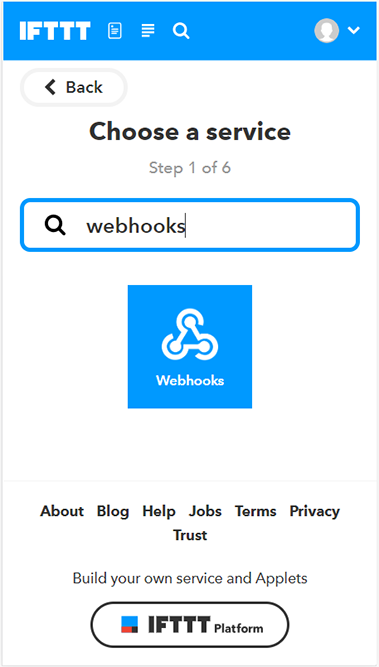 IFTTT
Back
Choose a service
Step 1 of 6
webhooks
Webhooks
About Blog Help Jobs Terms Privacy
Trust
Build your own service and Applets
IFTTT Platform